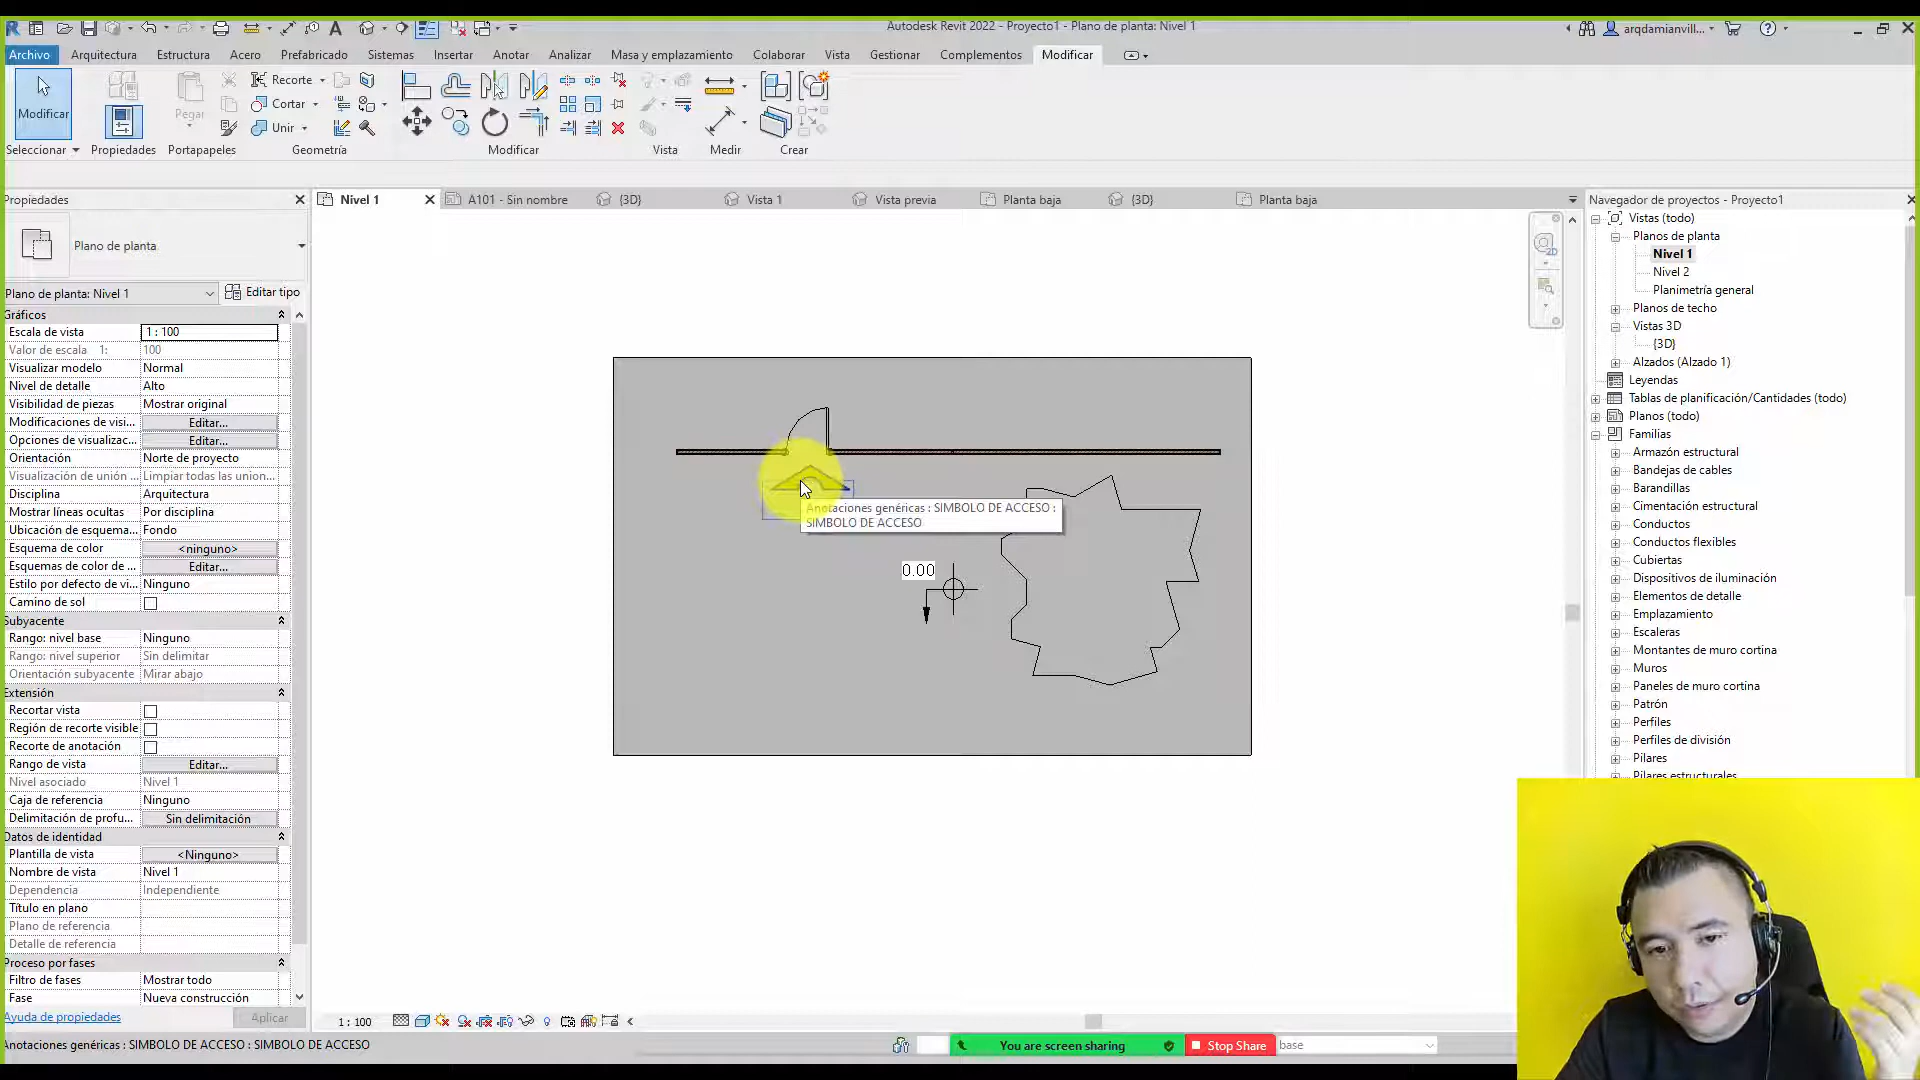 Autodesk Revit 2022 - Proyecto1 - Plano de planta: Nivel 1
arqdamianvill...
Archivo Arquitectura Estructura Acero Prefabricado Sistemas Insertar Anotar Analizar Masa y emplazamiento Colaborar Vista Gestionar Complementos Modificar
Modificar
Pegar
Recorte
Cortar
Unir
Seleccionar Propiedades Portapapeles Geometría Modificar Vista Medir Crear
Propiedades
Nivel 1
A101 - Sin nombre
{3D}
Vista 1
Vista previa
Planta baja
{3D}
Planta baja
Navegador de proyectos - Proyecto1
Plano de planta
Plano de planta: Nivel 1
Editar tipo
Gráficos
Escala de vista 1 : 100
Valor de escala 1: 100
Visualizar modelo Normal
Nivel de detalle Alto
Visibilidad de piezas Mostrar original
Modificaciones de visi... Editar...
Opciones de visualizac... Editar...
Orientación Norte de proyecto
Visualización de unión Limpiar todas las union...
Disciplina Arquitectura
Mostrar líneas ocultas Por disciplina
Ubicación de esquema... Fondo
Esquema de color <ninguno>
Esquemas de color de ... Editar...
Estilo por defecto de vi... Ninguno
Camino de sol
Subyacente
Rango: nivel base Ninguno
Rango: nivel superior Sin delimitar
Orientación subyacente Mirar abajo
Extensión
Recortar vista
Región de recorte visible
Recorte de anotación
Rango de vista Editar...
Nivel asociado Nivel 1
Caja de referencia Ninguno
Delimitación de profu... Sin delimitación
Datos de identidad
Plantilla de vista <Ninguno>
Nombre de vista Nivel 1
Dependencia Independiente
Título en plano
Plano de referencia
Detalle de referencia
Proceso por fases
Filtro de fases Mostrar todo
Fase Nueva construcción
Ayuda de propiedades
Aplicar
Anotaciones genéricas : SIMBOLO DE ACCESO :
SIMBOLO DE ACCESO
0.00
2D
Vistas (todo)
Planos de planta
Nivel 1
Nivel 2
Planimetría general
Planos de techo
Vistas 3D
{3D}
Alzados (Alzado 1)
Leyendas
Tablas de planificación/Cantidades (todo)
Planos (todo)
Familias
Armazón estructural
Bandejas de cables
Barandillas
Cimentación estructural
Conductos
Conductos flexibles
Cubiertas
Dispositivos de iluminación
Elementos de detalle
Emplazamiento
Escaleras
Montantes de muro cortina
Muros
Paneles de muro cortina
Patrón
Perfiles
Perfiles de división
Pilares
Pilares estructurales
1 : 100
Anotaciones genéricas : SIMBOLO DE ACCESO : SIMBOLO DE ACCESO
You are screen sharing
Stop Share
base